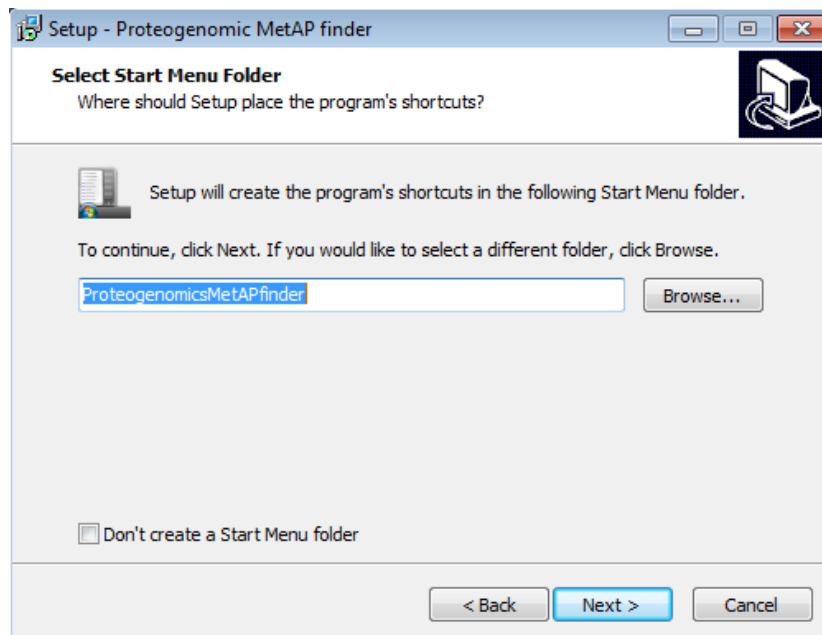 Setup - Proteogenomic MetAP finder
Select Start Menu Folder
Where should Setup place the program's shortcuts?
Setup will create the program's shortcuts in the following Start Menu folder.
To continue, click Next. If you would like to select a different folder, click Browse.
ProteogenomicsMetAPfinder
Browse...
Don't create a Start Menu folder
< Back
Next >
Cancel